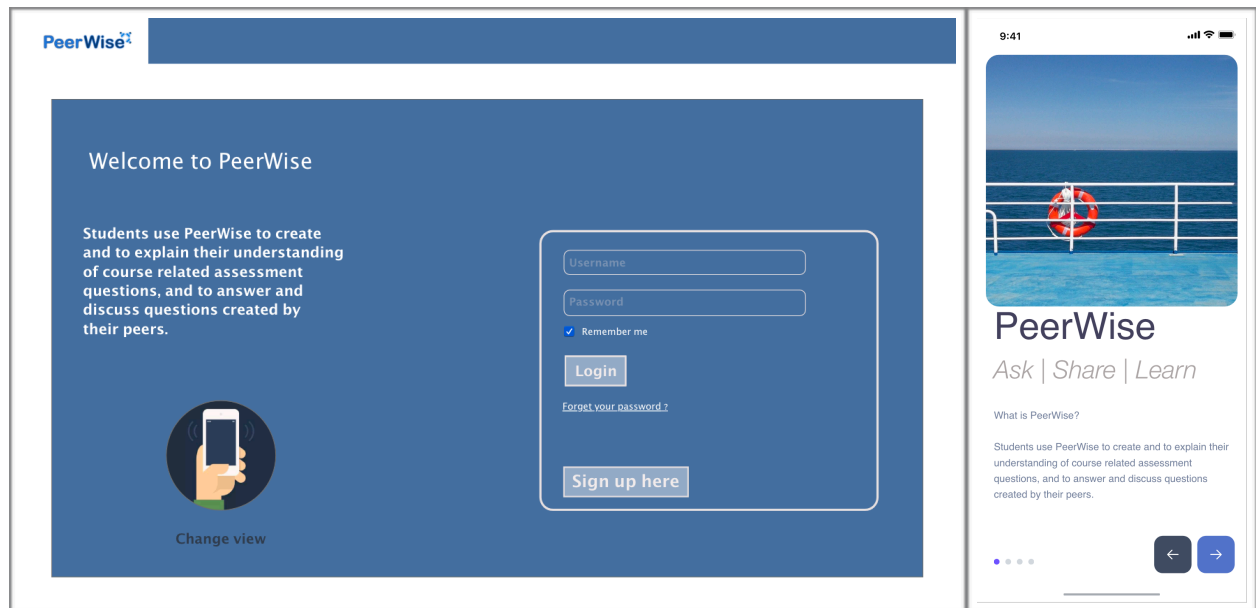 PeerWise
Welcome to PeerWise
Students use PeerWise to create
and to explain their understanding
of course related assessment
questions, and to answer and
discuss questions created by
their peers.
Change view
Username
Password
Remember me
Login
Forget your password ?
Sign up here
9:41
PeerWise
Ask | Share | Learn
What is PeerWise?
Students use PeerWise to create and to explain their
understanding of course related assessment
questions, and to answer and discuss questions
created by their peers.